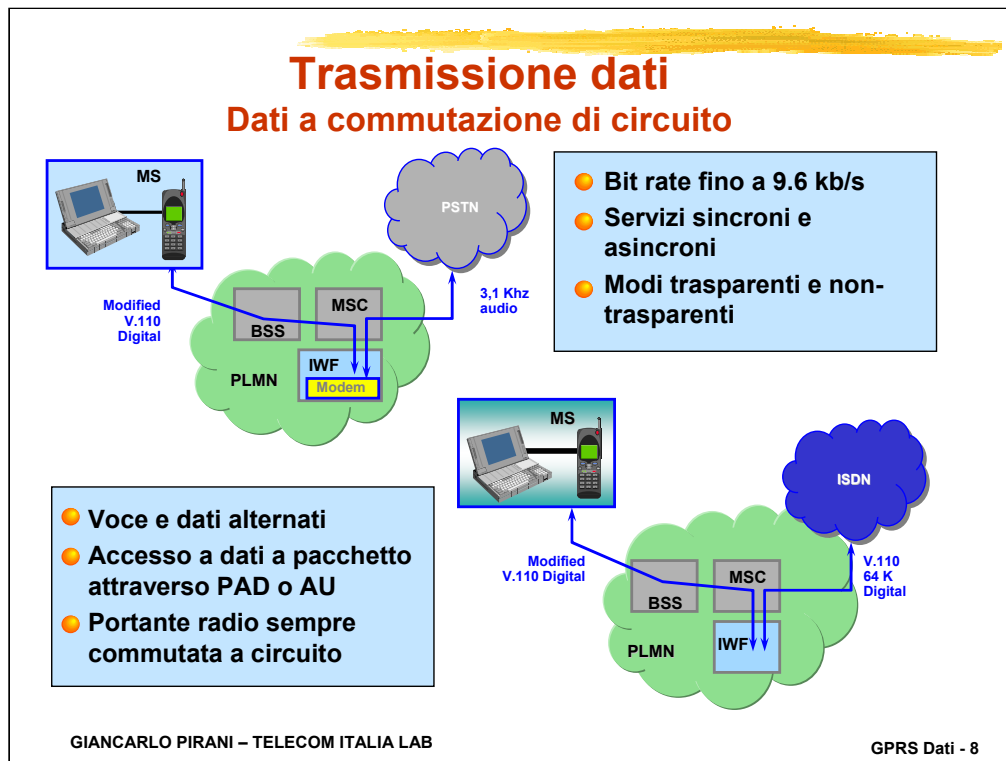 Trasmissione dati
Dati a commutazione di circuito
MS
PSTN
Modified
V.110
Digital
BSS
MSC
3,1 Khz
audio
IWF
Modem
PLMN
Bit rate fino a 9.6 kb/s
Servizi sincroni e
asincroni
Modi trasparenti e non-
trasparenti
Voce e dati alternati
Accesso a dati a pacchetto
attraverso PAD o AU
Portante radio sempre
commutata a circuito
MS
ISDN
Modified
V.110 Digital
BSS
MSC
V.110
64 K
Digital
IWF
PLMN
GIANCARLO PIRANI – TELECOM ITALIA LAB
GPRS Dati - 8